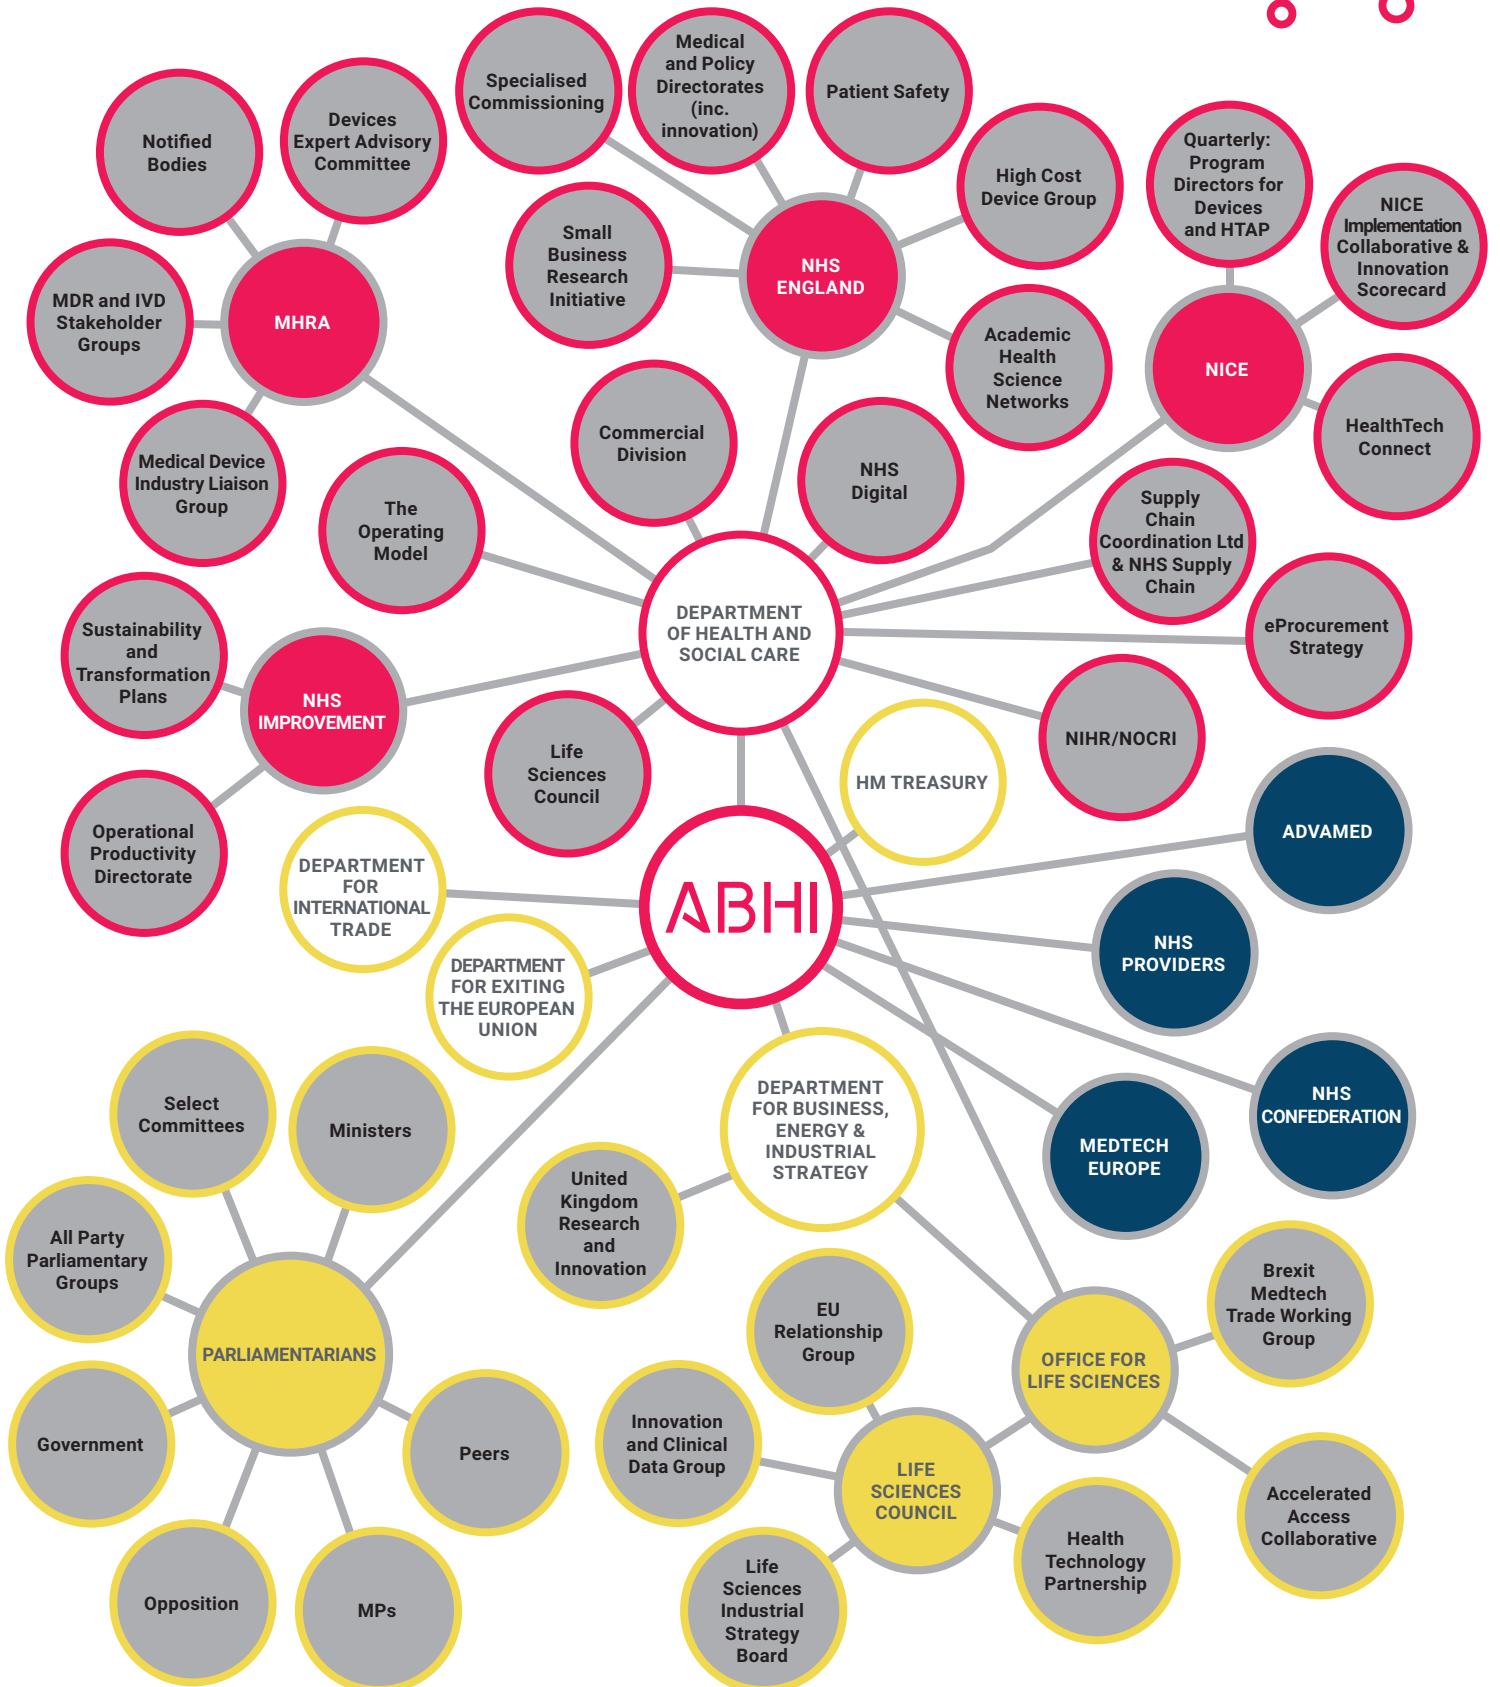 Specialised
Commissioning
Medical
and Policy
Directorates
(inc.
innovation)
Patient Safety
Notified
Bodies
Devices
Expert Advisory
Committee
High Cost
Device Group
Quarterly:
Program
Directors for
Devices
and HTAP
NICE
Implementation
Collaborative &
Innovation
Scorecard
Small
Business
Research
Initiative
NHS
ENGLAND
MDR and IVD
Stakeholder
Groups
MHRA
Academic
Health
Science
Networks
NICE
HealthTech
Connect
Commercial
Division
NHS
Digital
Medical Device
Industry Liaison
Group
The
Operating
Model
Supply
Chain
Coordination Ltd
& NHS Supply
Chain
DEPARTMENT
OF HEALTH AND
SOCIAL CARE
eProcurement
Strategy
Sustainability
and
Transformation
Plans
NHS
IMPROVEMENT
NIHR/NOCRI
Life
Sciences
Council
HM TREASURY
Operational
Productivity
Directorate
ADVAMED
DEPARTMENT
FOR
INTERNATIONAL
TRADE
ABHI
NHS
PROVIDERS
DEPARTMENT
FOR EXITING
THE EUROPEAN
UNION
Select
Committees
Ministers
DEPARTMENT
FOR BUSINESS,
ENERGY &
INDUSTRIAL
STRATEGY
NHS
CONFEDERATION
MEDTECH
EUROPE
United
Kingdom
Research
and
Innovation
All Party
Parliamentary
Groups
Brexit
Medtech
Trade Working
Group
EU
Relationship
Group
PARLIAMENTARIANS
OFFICE FOR
LIFE SCIENCES
Government
Peers
Innovation
and Clinical
Data Group
LIFE
SCIENCES
COUNCIL
Accelerated
Access
Collaborative
Health
Technology
Partnership
Opposition
MPs
Life
Sciences
Industrial
Strategy
Board